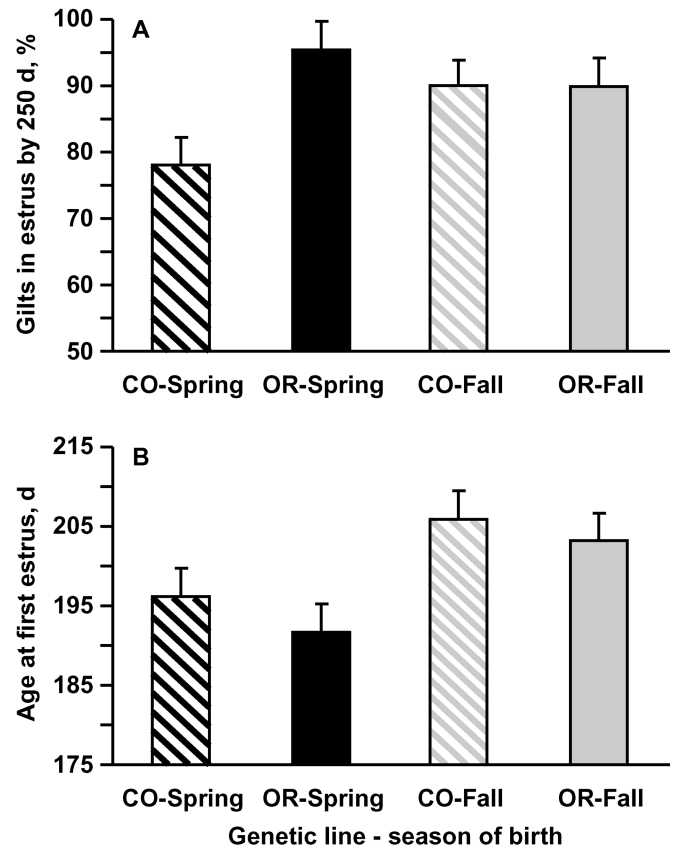 A
Gilts in estrus by 250 d, %
100
90
80
70
60
50
CO-Spring OR-Spring CO-Fall OR-Fall
B
Age at first estrus, d
215
205
195
185
175
CO-Spring OR-Spring CO-Fall OR-Fall
Genetic line - season of birth